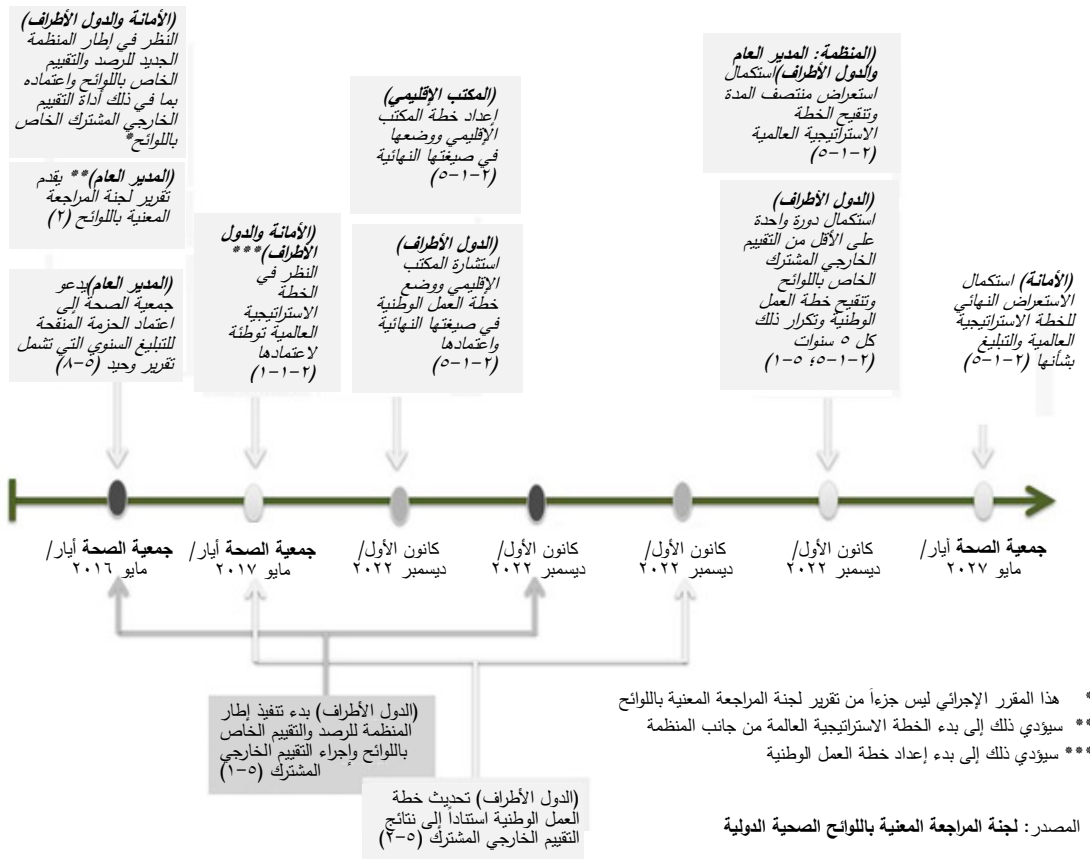 (الأمانة والدول الأطراف)
النظر في إطار المنظمة
الجديد للرصد والتقييم
الخاص باللوائح واعتماده
بما في ذلك أداة التقييم
الخارجي المشترك الخاص
باللوائح*
(المدير العام)** يقدم
تقرير لجنة المراجعة
المعنية باللوائح (٢)
(المدير العام)يدعو
جمعية الصحة إلى
اعتماد الحزمة المنقحة
للتبليغ السنوي التي تشمل
تقرير وحيد (٥-٨)
(الأمانة والدول
الأطراف)***
النظر في
الخطة
الاستراتيجية
العالمية توطئة
لاعتمادها
(٢-١-١)
(المكتب الإقليمي)
إعداد خطة المكتب
الإقليمي ووضعها
في صيغتها النهائية
(٢-١-٥)
(الدول الأطراف)
استشارة المكتب
الإقليمي ووضع
خطة العمل الوطنية
في صيغتها النهائية
واعتمادها
(٢-١-٥)
(المنظمة: المدير العام
والدول الأطراف)استكمال
استعراض منتصف المدة
وتنقيح الخطة
الاستراتيجية العالمية
(٢-١-٥)
(الدول الأطراف)
استكمال دورة واحدة
على الأقل من التقييم
الخارجي المشترك
الخاص باللوائح
وتنقيح خطة العمل
الوطنية وتكرار ذلك
كل ٥ سنوات
(٢-١-٥؛ ٥-١)
(الأمانة) استكمال
الاستعراض النهائي
للخطة الاستراتيجية
العالمية والتبليغ
بشأنها (٢-١-٥)
جمعية الصحة أيار/
مايو ٢٠١٦
جمعية الصحة أيار/
مايو ٢٠١٧
كانون الأول/
ديسمبر ٢٠٢٢
كانون الأول/
ديسمبر ٢٠٢٢
كانون الأول/
ديسمبر ٢٠٢٢
كانون الأول/
ديسمبر ٢٠٢٢
جمعية الصحة أيار/
مايو ٢٠٢٧
(الدول الأطراف) بدء تنفيذ إطار
المنظمة للرصد والتقييم الخاص
باللوائح وإجراء التقييم الخارجي
المشترك (٥-١)
(الدول الأطراف) تحديث خطة
العمل الوطنية استناداً إلى نتائج
التقييم الخارجي المشترك (٥-٢)
* هذا المقرر الإجرائي ليس جزءاً من تقرير لجنة المراجعة المعنية باللوائح
** سيؤدي ذلك إلى بدء الخطة الاستراتيجية العالمة من جانب المنظمة
*** سيؤدي ذلك إلى بدء إعداد خطة العمل الوطنية
المصدر: لجنة المراجعة المعنية باللوائح الصحية الدولية